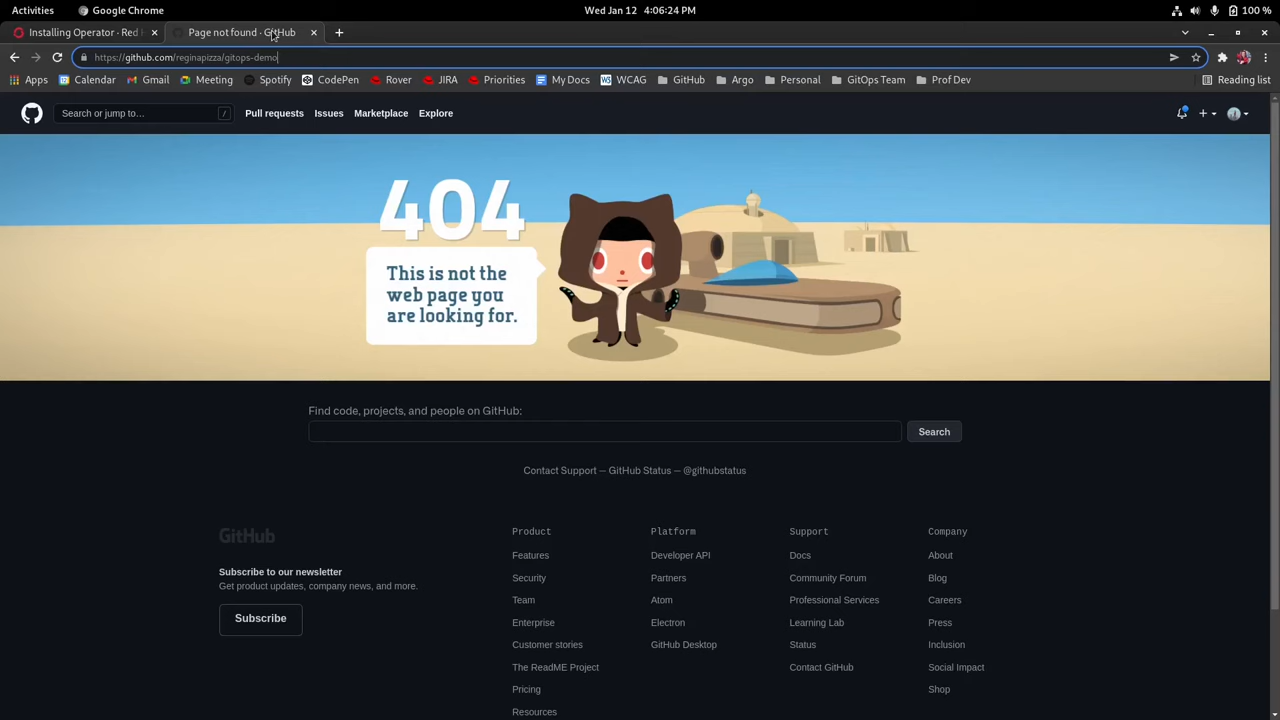 Activities
Google Chrome
Wed Jan 12 4:06:24 PM
100 %
Installing Operator - Red
Page not found · GitHub
https://github.com/reginapizza/gitops-demo
Apps
Calendar
Gmail
Meeting
Spotify
CodePen
Rover
JIRA
Priorities
My Docs
WCAG
GitHub
Argo
Personal
GitOps Team
Prof Dev
Reading list
Search or jump to…
/
Pull requests
Issues
Marketplace
Explore
404
This is not the
web page you
are looking for.
Find code, projects, and people on GitHub:
Search
Contact Support — GitHub Status — @githubstatus
GitHub
Subscribe to our newsletter
Get product updates, company news, and more.
Subscribe
Product
Features
Security
Team
Enterprise
Customer stories
The ReadME Project
Pricing
Resources
Platform
Developer API
Partners
Atom
Electron
GitHub Desktop
Support
Docs
Community Forum
Professional Services
Learning Lab
Status
Contact GitHub
Company
About
Blog
Careers
Press
Inclusion
Social Impact
Shop